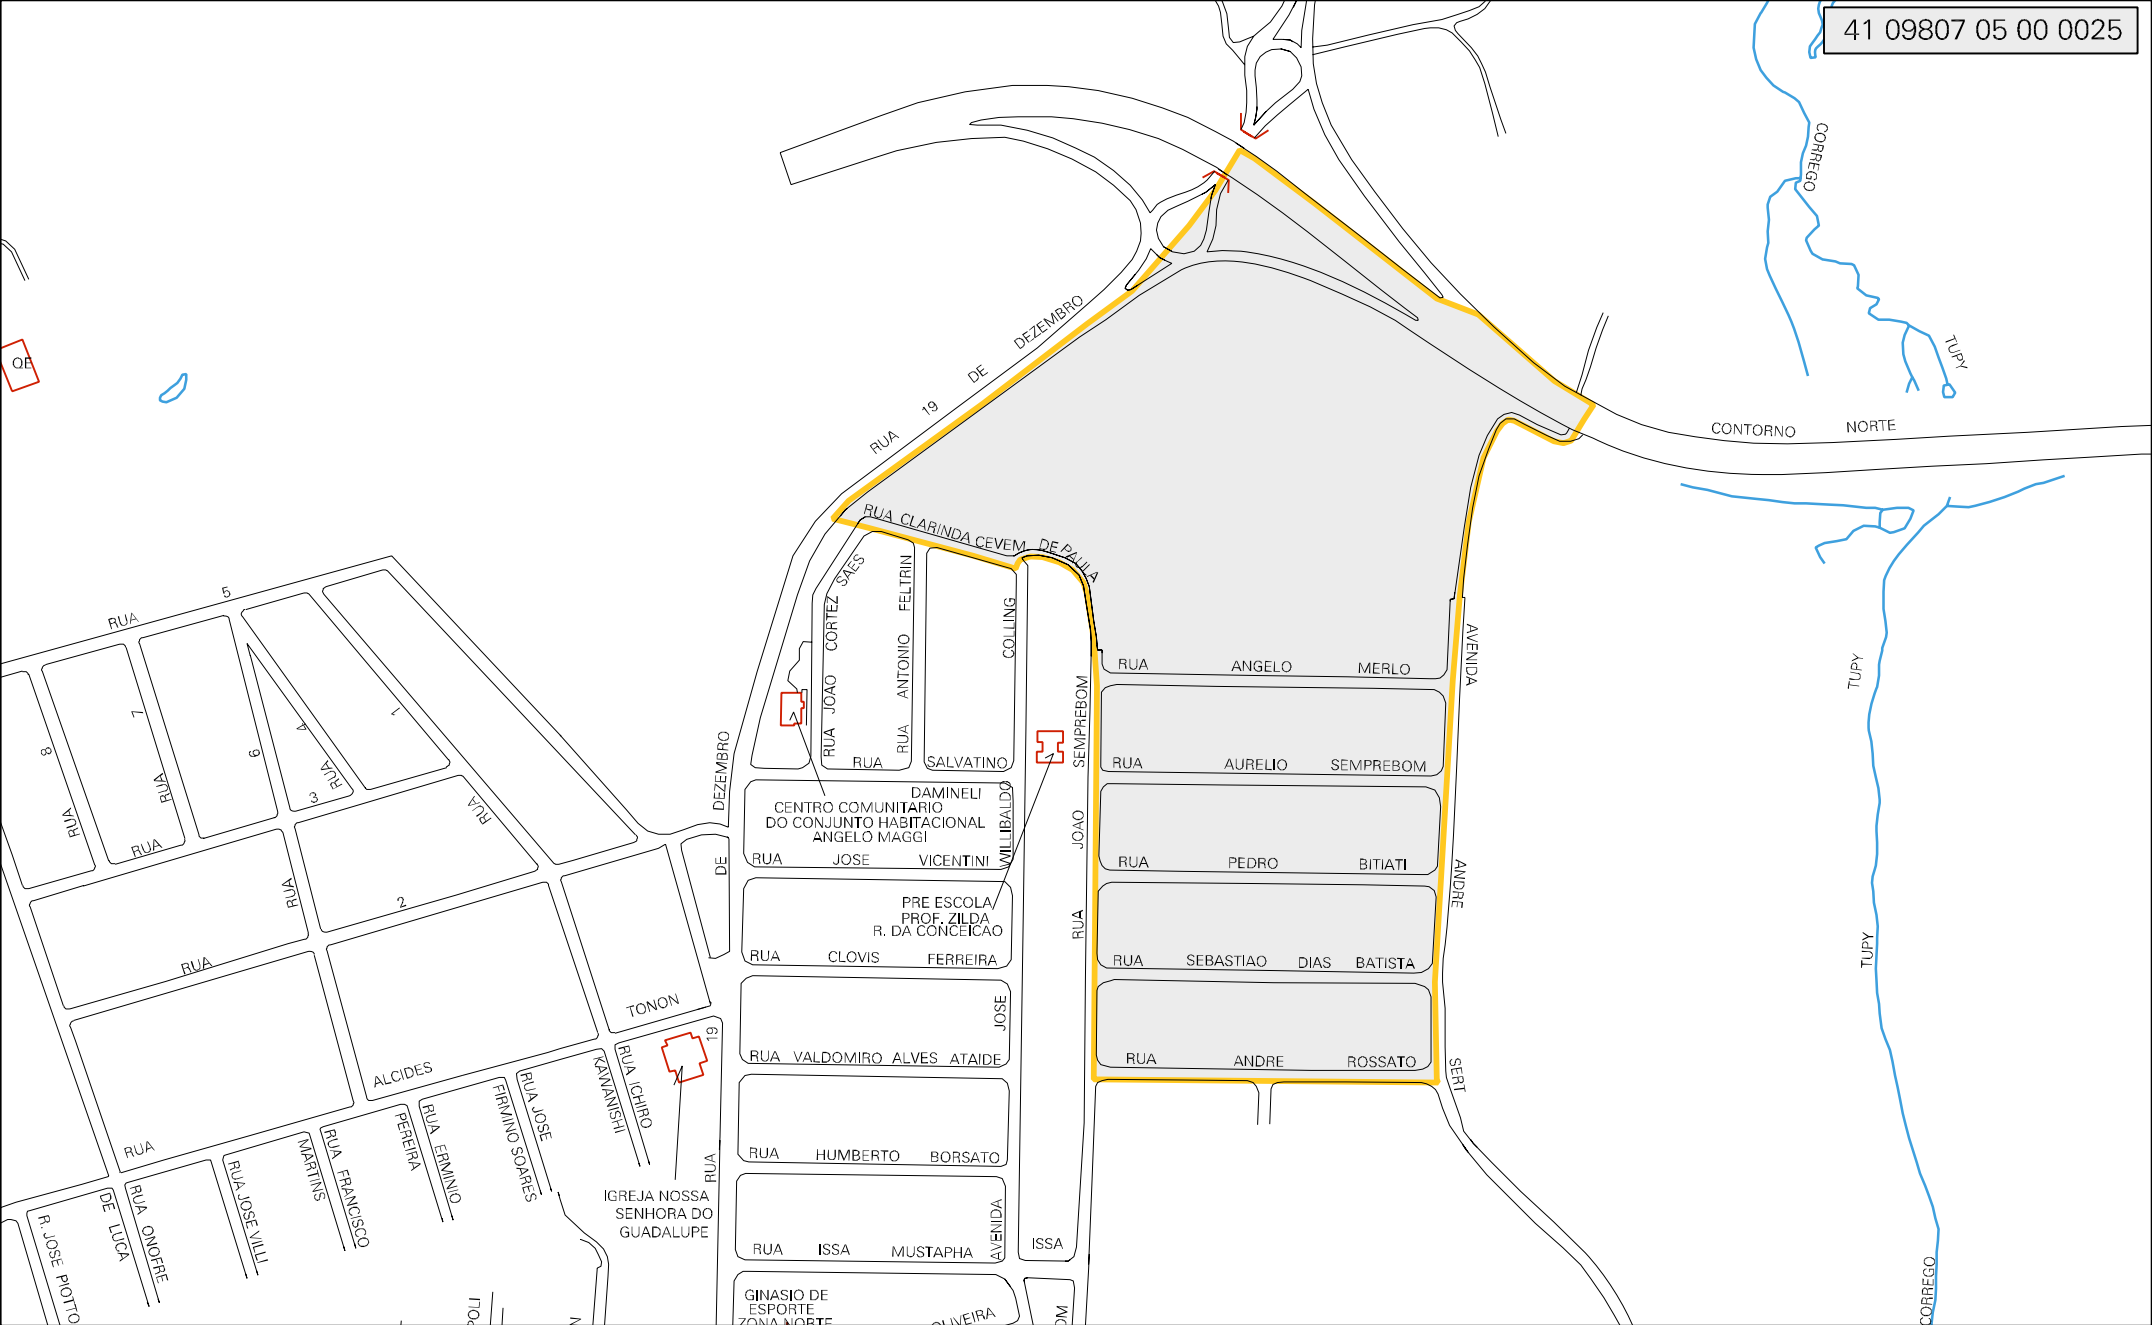 41 09807 05 00 0025
CORREGO
TUPY
QE
RUA 19 DE DEZEMBRO
CONTORNO NORTE
RUA CLARINDA CEVEM DE PAULA
RUA JOAO CORTEZ SAES
RUA ANTONIO FELTRIN
COLLING
RUA 5
RUA ANGELO MERLO
AVENIDA
TUPY
RUA JOAO SEMPREBOM
RUA 8
RUA 7
6
RUA 4
1
RUA
3
RUA
DE DEZEMBRO
RUA SALVATINO
DAMINELI
RUA AURELIO SEMPREBOM
CENTRO COMUNITARIO
DO CONJUNTO HABITACIONAL
ANGELO MAGGI
WILLIBALDO
RUA JOSE VICENTINI
RUA PEDRO BITIATI
ANDRE
RUA
2
RUA
PRE ESCOLA
PROF. ZILDA
R. DA CONCEICAO
RUA CLOVIS FERREIRA
RUA SEBASTIAO DIAS BATISTA
TUPY
JOSE
TONON
19
RUA VALDOMIRO ALVES ATAIDE
RUA ANDRE ROSSATO
SERT
ALCIDES
RUA
RUA ICHIRO
KAWANISHI
RUA JOSE
FIRMINO SOARES
RUA ERMINIO
PEREIRA
RUA FRANCISCO
MARTINS
RUA JOSE VILLI
RUA ONOFRE
DE LUCA
R. JOSE PIOTTO
RUA
RUA HUMBERTO BORSATO
IGREJA NOSSA
SENHORA DO
GUADALUPE
AVENIDA
RUA ISSA MUSTAPHA
ISSA
GINASIO DE
ESPORTE
ZONA NORTE
CORREGO